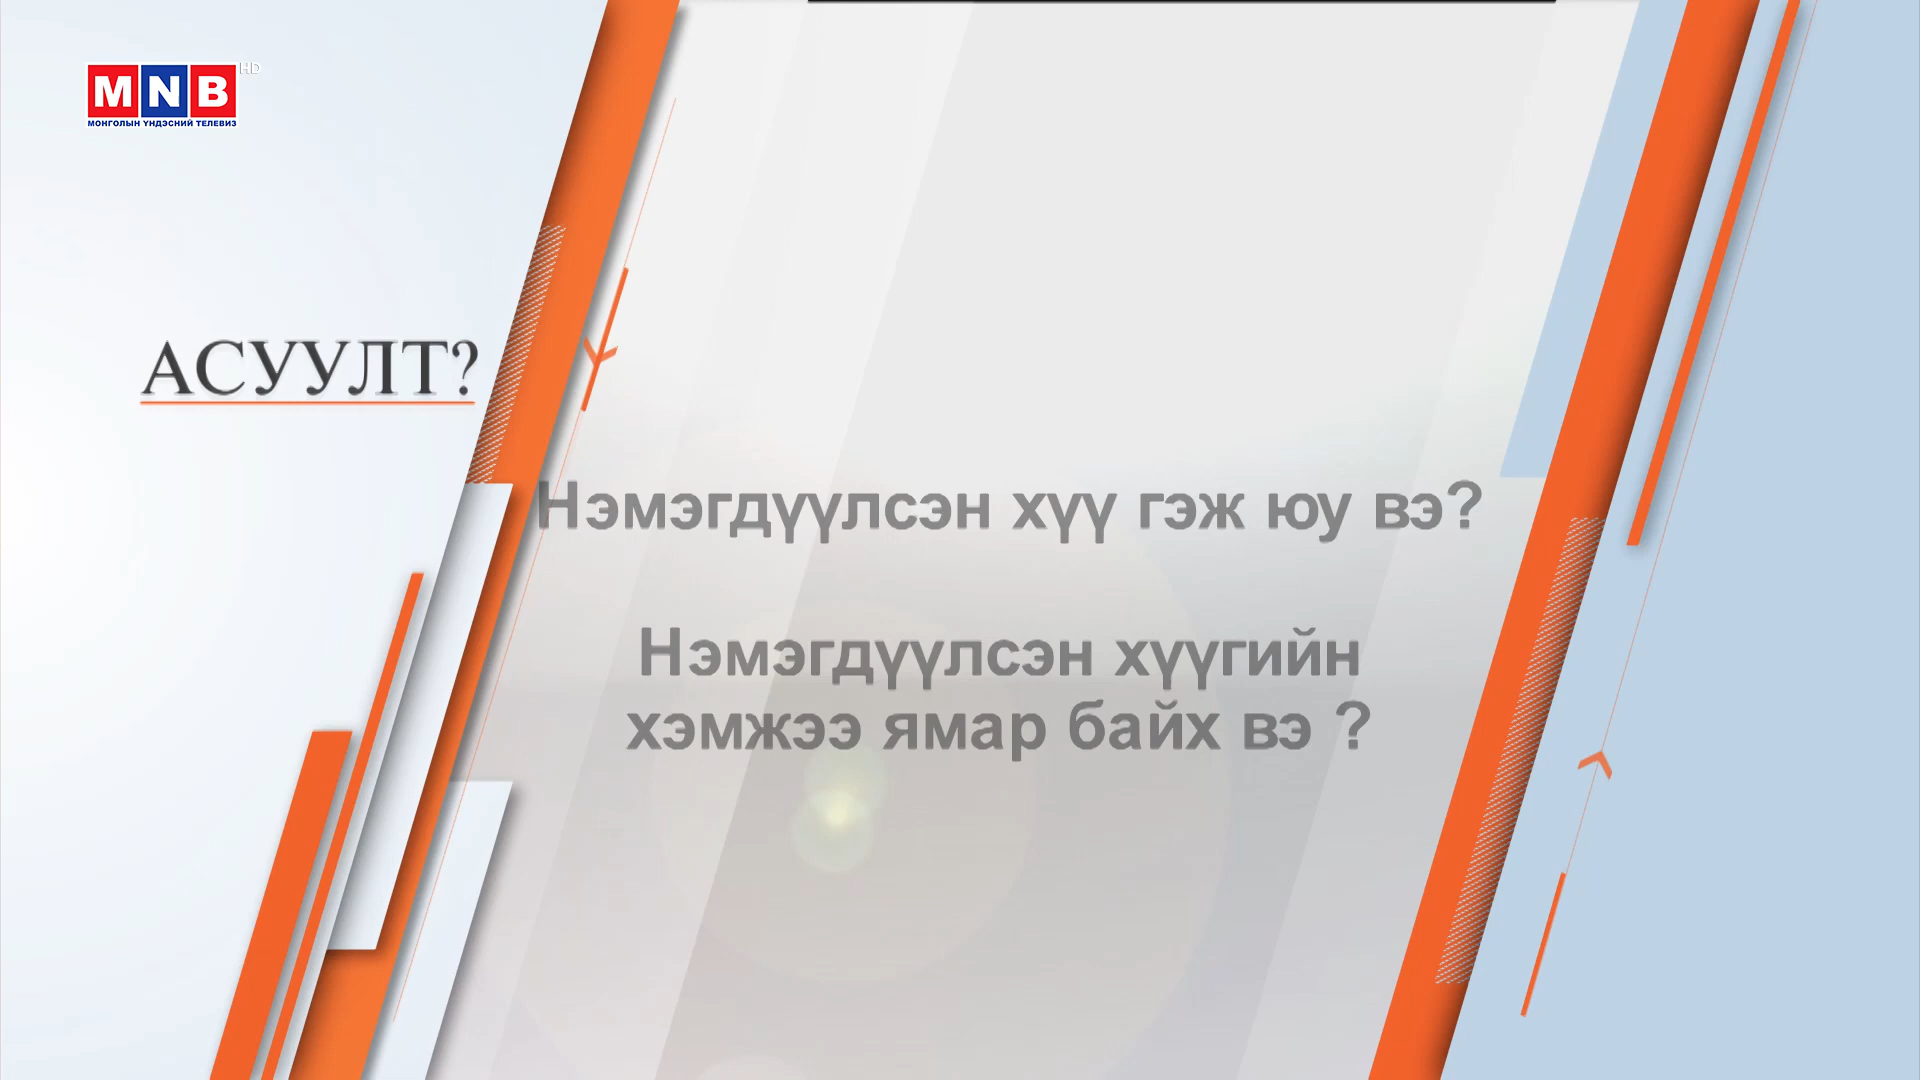 MNB HD
МОНГОЛЫН ҮНДЭСНИЙ ТЕЛЕВИЗ
АСУУЛТ?
Нэмэгдүүлсэн хүү гэж юу вэ?
Нэмэгдүүлсэн хүүгийн
хэмжээ ямар байх вэ ?